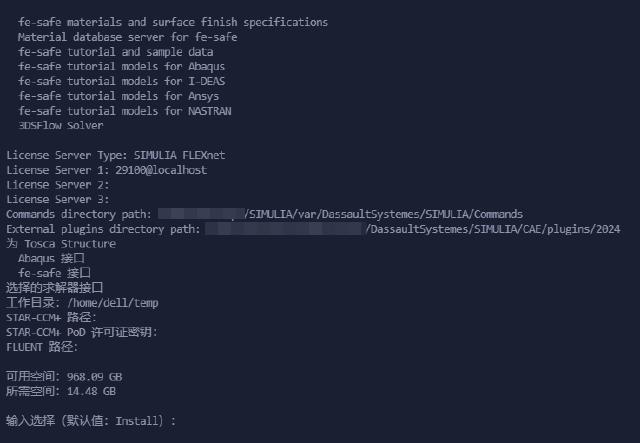 fe-safe materials and surface finish specifications
Material database server for fe-safe
fe-safe tutorial and sample data
fe-safe tutorial models for Abaqus
fe-safe tutorial models for I-DEAS
fe-safe tutorial models for Ansys
fe-safe tutorial models for NASTRAN
3DSFlow Solver
License Server Type: SIMULIA FLEXnet
License Server 1: 29100@localhost
License Server 2:
License Server 3:
Commands directory path: /SIMULIA/var/DassaultSystemes/SIMULIA/Commands
External plugins directory path: /DassaultSystemes/SIMULIA/CAE/plugins/2024
为 Tosca Structure
Abaqus 接口
fe-safe 接口
选择的求解器接口
工作目录: /home/dell/temp
STAR-CCM+ 路径:
STAR-CCM+ PoD 许可证密钥:
FLUENT 路径:
可用空间: 968.09 GB
所需空间: 14.48 GB
输入选择 (默认值: Install) :